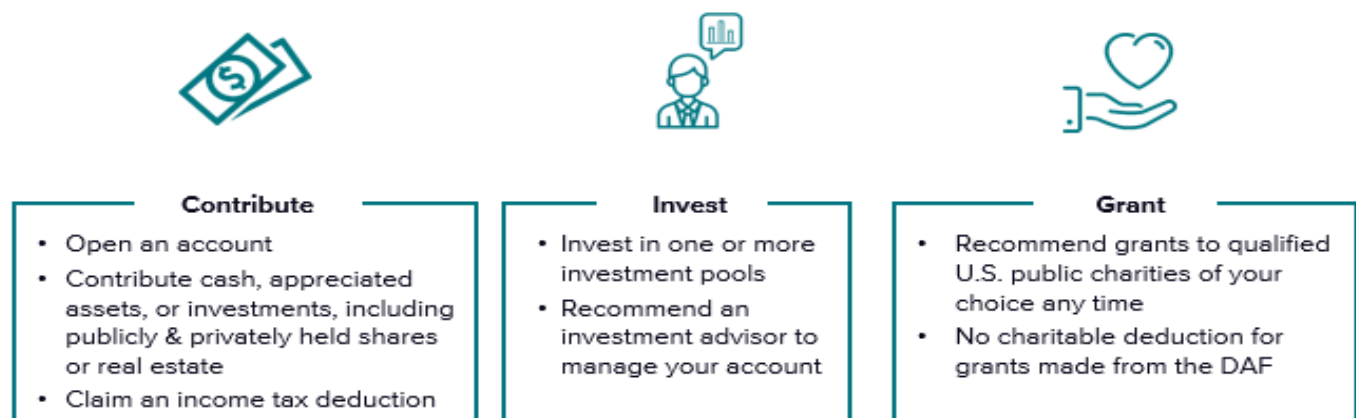 $
Contribute
• Open an account
• Contribute cash, appreciated
assets, or investments, including
publicly & privately held shares
or real estate
• Claim an income tax deduction
Invest
• Invest in one or more
investment pools
• Recommend an
investment advisor to
manage your account
Grant
• Recommend grants to qualified
U.S. public charities of your
choice any time
• No charitable deduction for
grants made from the DAF